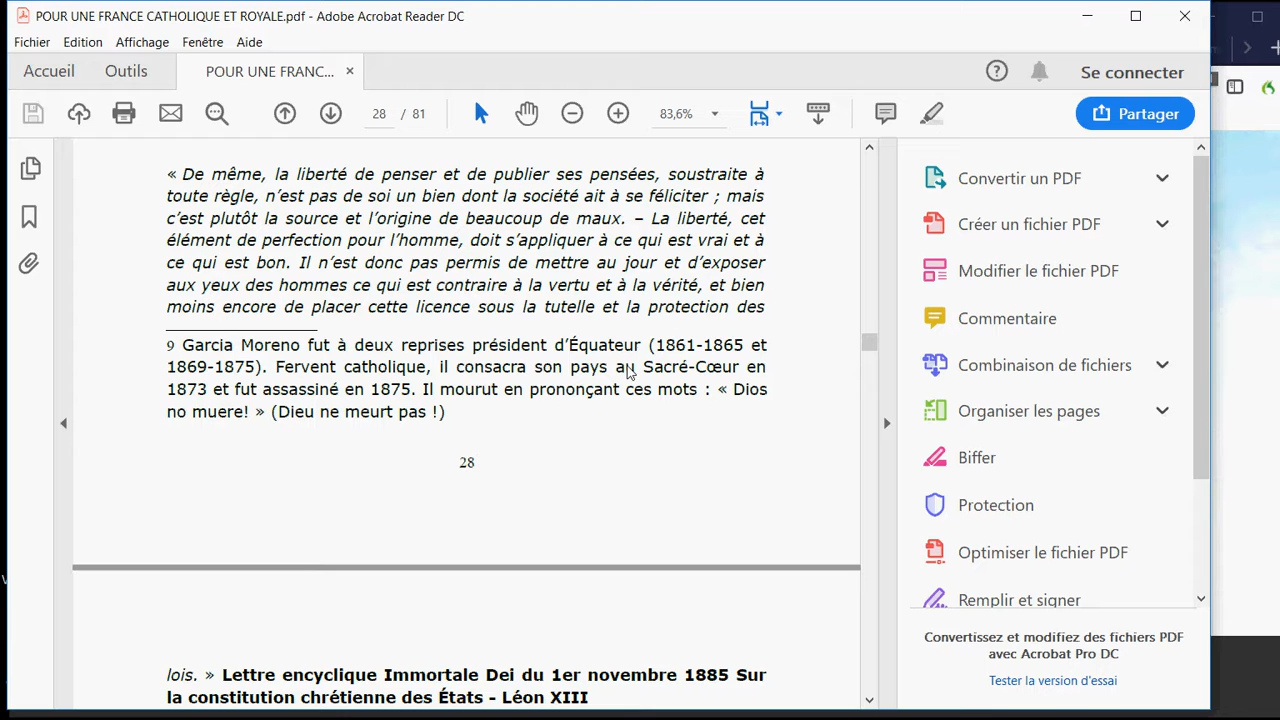 POUR UNE FRANCE CATHOLIQUE ET ROYALE.pdf - Adobe Acrobat Reader DC
Fichier Edition Affichage Fenêtre Aide
Accueil Outils POUR UNE FRANC... × Se connecter
28 / 81 83,6% Partager
« De même, la liberté de penser et de publier ses pensées, soustraite à
toute règle, n’est pas de soi un bien dont la société ait à se féliciter ; mais
c’est plutôt la source et l’origine de beaucoup de maux. – La liberté, cet
élément de perfection pour l’homme, doit s’appliquer à ce qui est vrai et à
ce qui est bon. Il n’est donc pas permis de mettre au jour et d’exposer
aux yeux des hommes ce qui est contraire à la vertu et à la vérité, et bien
moins encore de placer cette licence sous la tutelle et la protection des
9 Garcia Moreno fut à deux reprises président d’Équateur (1861-1865 et
1869-1875). Fervent catholique, il consacra son pays au Sacré-Cœur en
1873 et fut assassiné en 1875. Il mourut en prononçant ces mots : « Dios
no muere! » (Dieu ne meurt pas !)
28
lois. » Lettre encyclique Immortale Dei du 1er novembre 1885 Sur
la constitution chrétienne des États - Léon XIII
Convertir un PDF
Créer un fichier PDF
Modifier le fichier PDF
Commentaire
Combinaison de fichiers
Organiser les pages
Biffer
Protection
Optimiser le fichier PDF
Remplir et signer
Convertissez et modifiez des fichiers PDF
avec Acrobat Pro DC
Tester la version d'essai